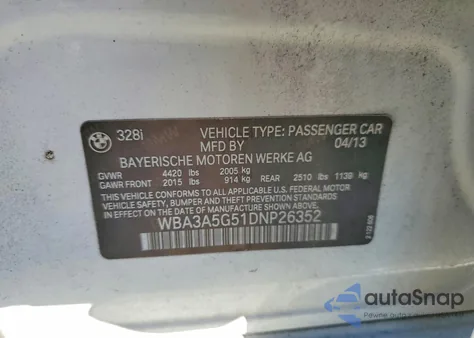 328i VEHICLE TYPE: PASSENGER CAR
MFD BY 04/13
BAYERISCHE MOTOREN WERKE AG
GVWR 4420 lbs 2005 kg
GAWR FRONT 2015 lbs 914 kg REAR 2510 lbs 1139 kg
THIS VEHICLE CONFORMS TO ALL APPLICABLE U.S. FEDERAL MOTOR
VEHICLE SAFETY, BUMPER, AND THEFT PREVENTION STANDARDS IN
EFFECT ON THE DATE OF MANUFACTURE SHOWN ABOVE.
WBA3A5G51DNP26352
autoSnap